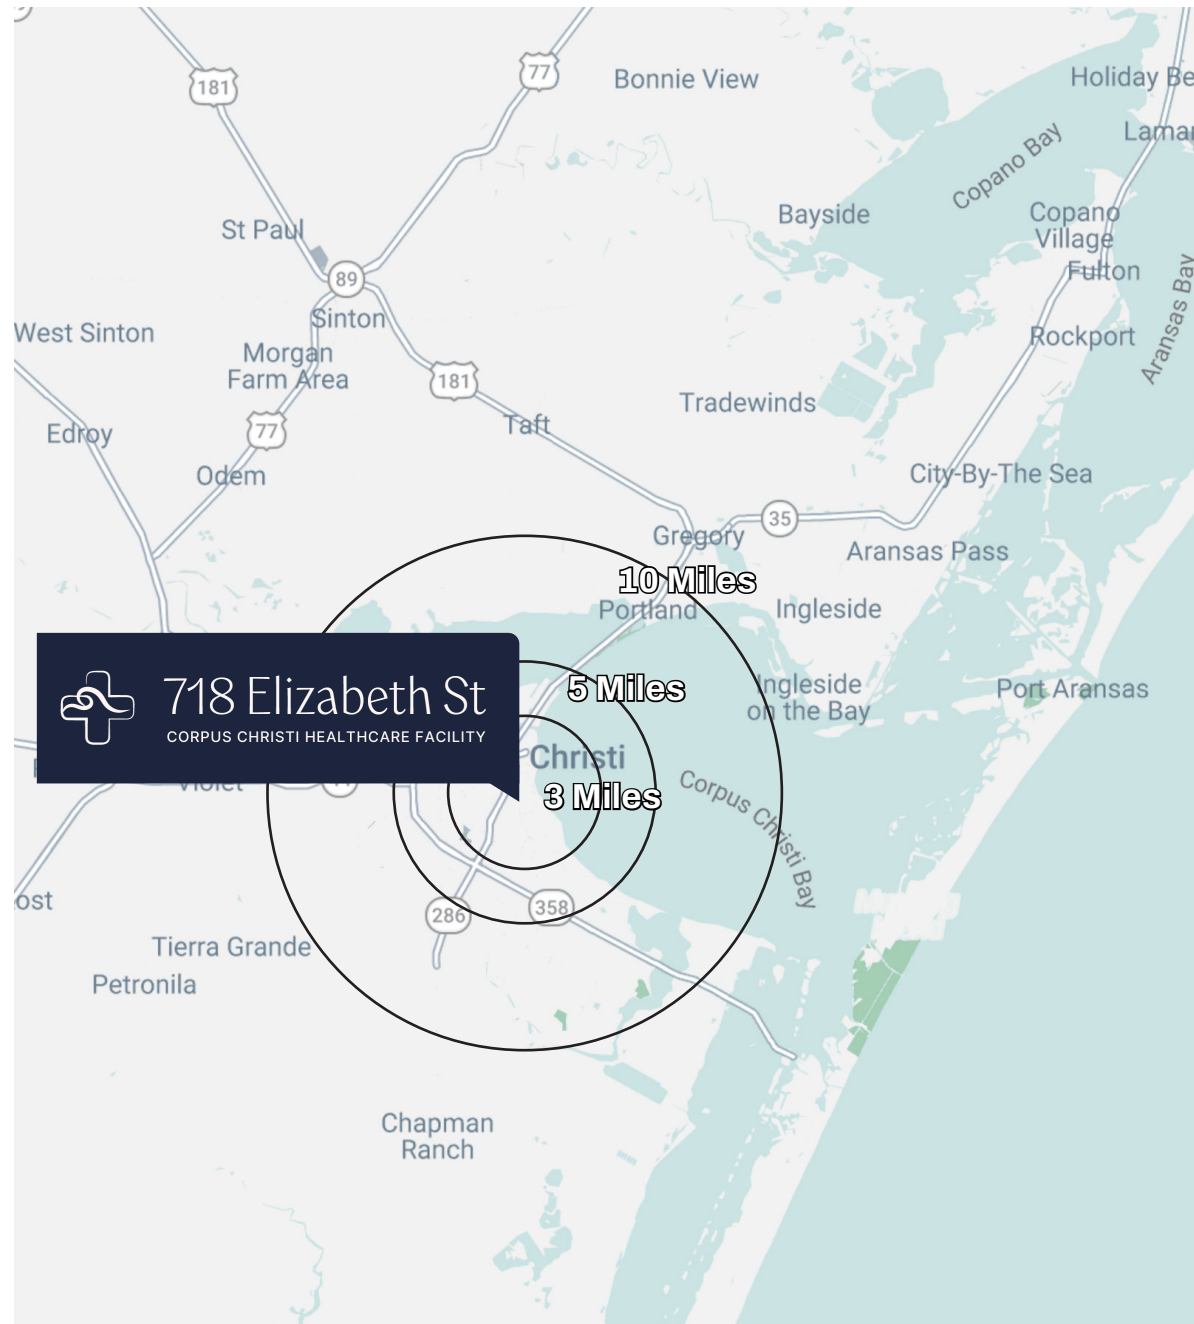 181
77
Bonnie View
Holiday Be
Lamar
Copano Bay
St Paul
Bayside
Copano
Village
Fulton
89
Sinton
Aransas Bay
West Sinton
Morgan
Farm Area
Rockport
181
Tradewinds
Taft
77
Edroy
Odem
City-By-The Sea
35
Gregory
Aransas Pass
10 Miles
Portland
Ingleside
718 Elizabeth St
CORPUS CHRISTI HEALTHCARE FACILITY
5 Miles
Ingleside
on the Bay
Port Aransas
Christi
Violet
3 Miles
Corpus Christi Bay
ost
286
358
Tierra Grande
Petronila
Chapman
Ranch